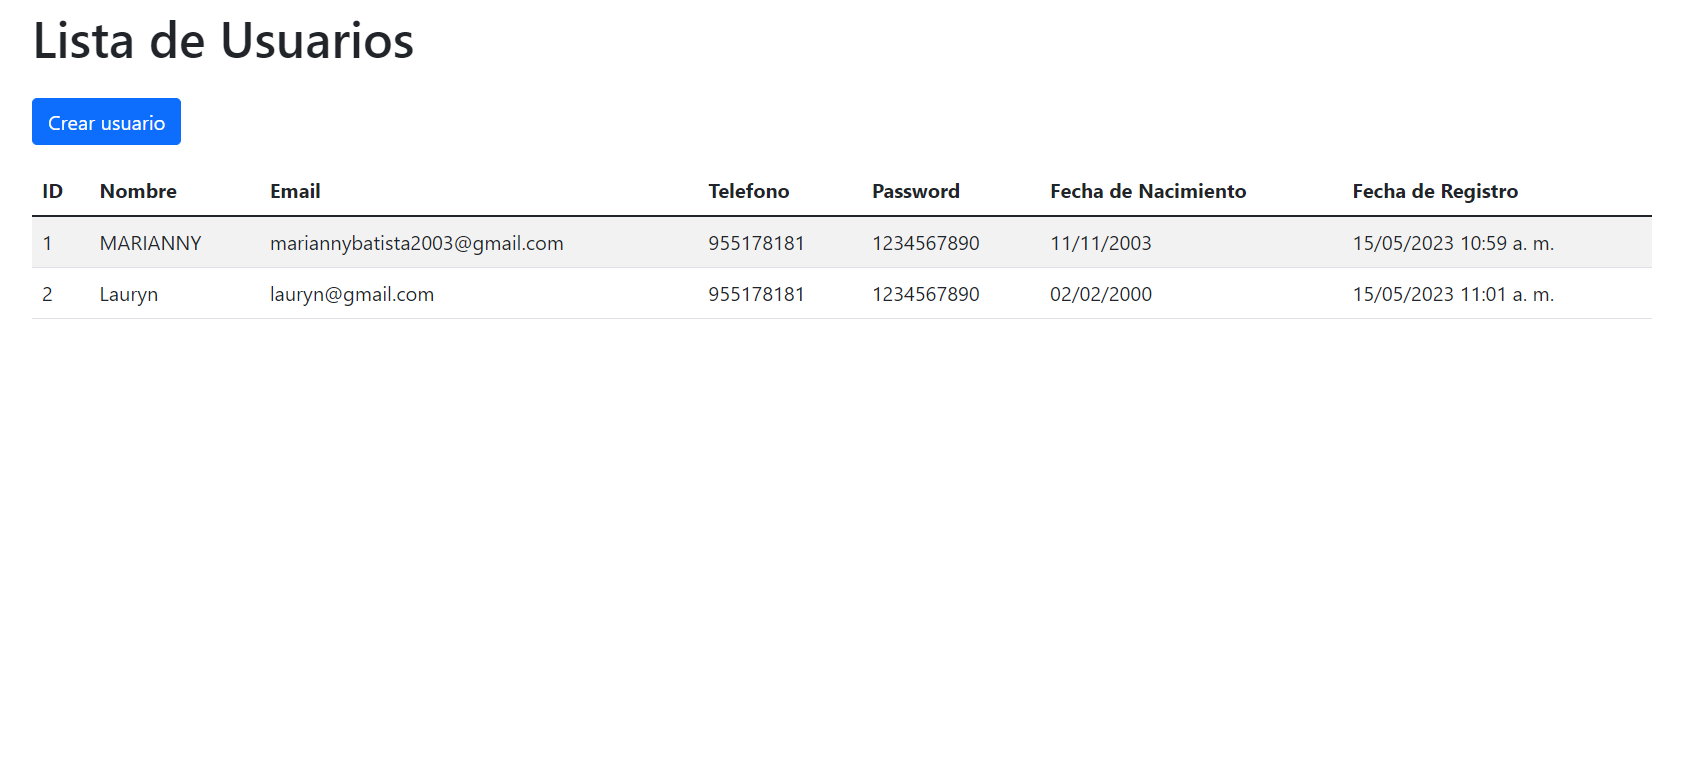 Lista de Usuarios
Crear usuario
ID Nombre Email Telefono Password Fecha de Nacimiento Fecha de Registro
1 MARIANNY mariannybatista2003@gmail.com 955178181 1234567890 11/11/2003 15/05/2023 10:59 a. m.
2 Lauryn lauryn@gmail.com 955178181 1234567890 02/02/2000 15/05/2023 11:01 a. m.